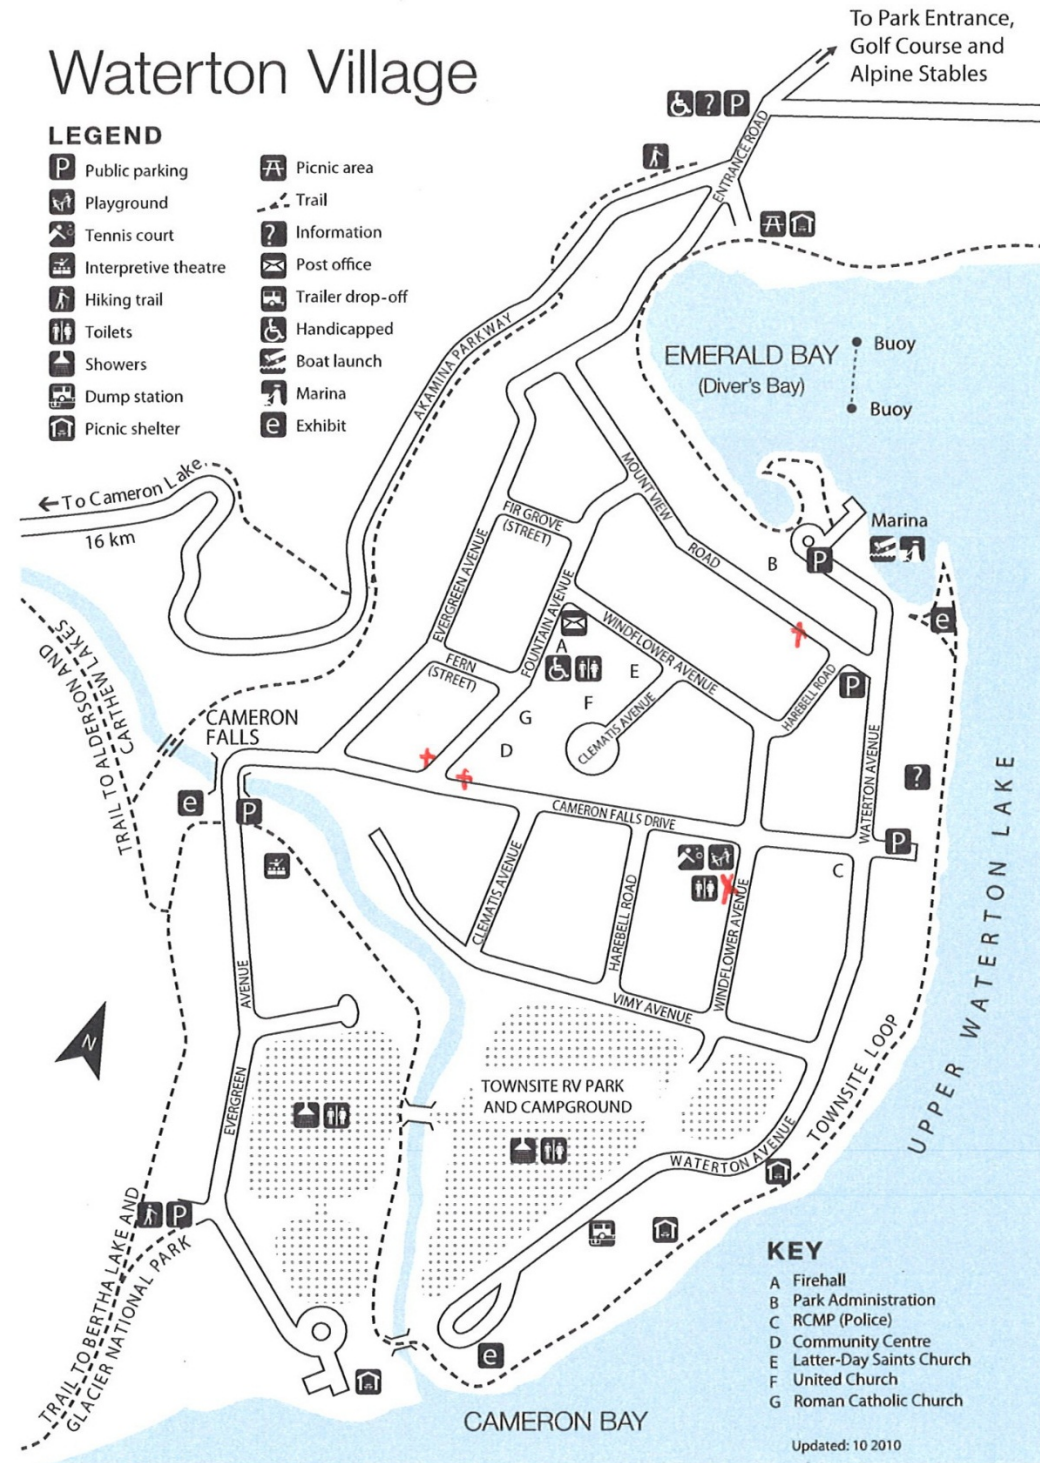 To Park Entrance,
Golf Course and
Alpine Stables
Waterton Village
LEGEND
P Public parking
Playground
Tennis court
Interpretive theatre
Hiking trail
Toilets
Showers
Dump station
Picnic shelter
Picnic area
Trail
? Information
Post office
Trailer drop-off
Handicapped
Boat launch
Marina
e Exhibit
? P
ENTRANCE ROAD
AKAMINA PARKWAY
EMERALD BAY
(Diver's Bay)
Buoy
Buoy
←To Cameron Lake
16 km
MOUNT VIEW
ROAD
FIR GROVE
(STREET)
Marina
B
P
EVERGREEN AVENUE
FOUNTAIN AVENUE
WINDFLOWER AVENUE
e
A
E
F
G
D
FERN
(STREET)
CLEMATIS AVENUE
HAREBELL ROAD
P
TRAIL TO ALDERSON AND
CARTHEW LAKES
CAMERON
FALLS
e
P
WATERTON AVENUE
?
P
CAMERON FALLS DRIVE
C
CLEMATIS AVENUE
HAREBELL ROAD
WINDFLOWER AVENUE
UPPER WATERTON LAKE
VIMY AVENUE
AVENUE
EVERGREEN
N
TOWNSITE RV PARK
AND CAMPGROUND
TOWNSITE LOOP
WATERTON AVENUE
P
TRAIL TO BERTHA LAKE AND
GLACIER NATIONAL PARK
e
CAMERON BAY
KEY
A Firehall
B Park Administration
C RCMP (Police)
D Community Centre
E Latter-Day Saints Church
F United Church
G Roman Catholic Church
Updated: 10 2010